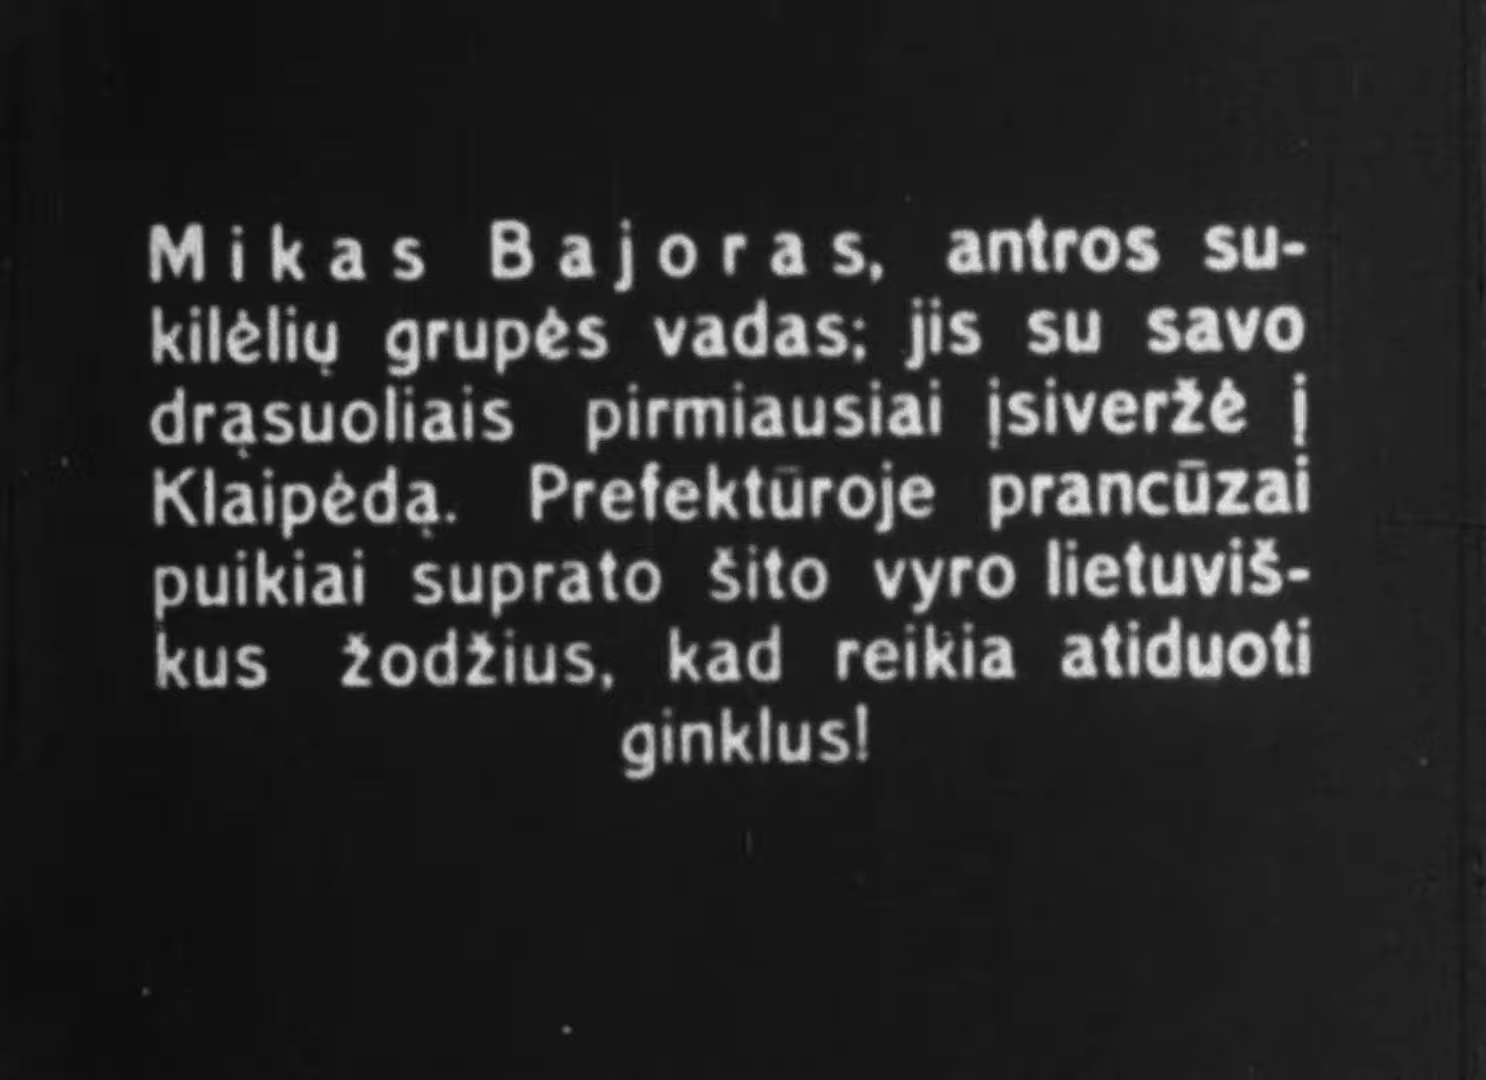 Mikas Bajoras, antros su-
kilėlių grupės vadas; jis su savo
drąsuoliais pirmiausiai įsiveržė į
Klaipėdą. Prefektūroje prancūzai
puikiai suprato šito vyro lietuviš-
kus žodžius, kad reikia atiduoti
ginklus!